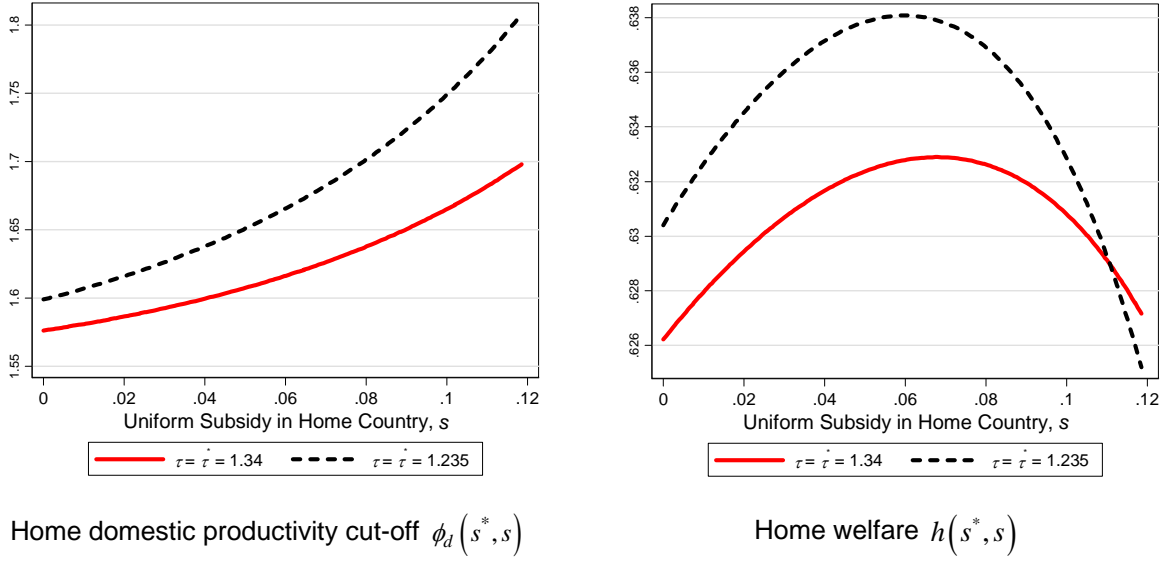 1.8
1.75
1.7
1.65
1.6
1.55
0 .02 .04 .06 .08 .1 .12
Uniform Subsidy in Home Country, s
τ = τ* = 1.34 τ = τ* = 1.235
Home domestic productivity cut-off ϕ_d(s*, s)
.638
.636
.634
.632
.63
.628
.626
0 .02 .04 .06 .08 .1 .12
Uniform Subsidy in Home Country, s
τ = τ* = 1.34 τ = τ* = 1.235
Home welfare h(s*, s)